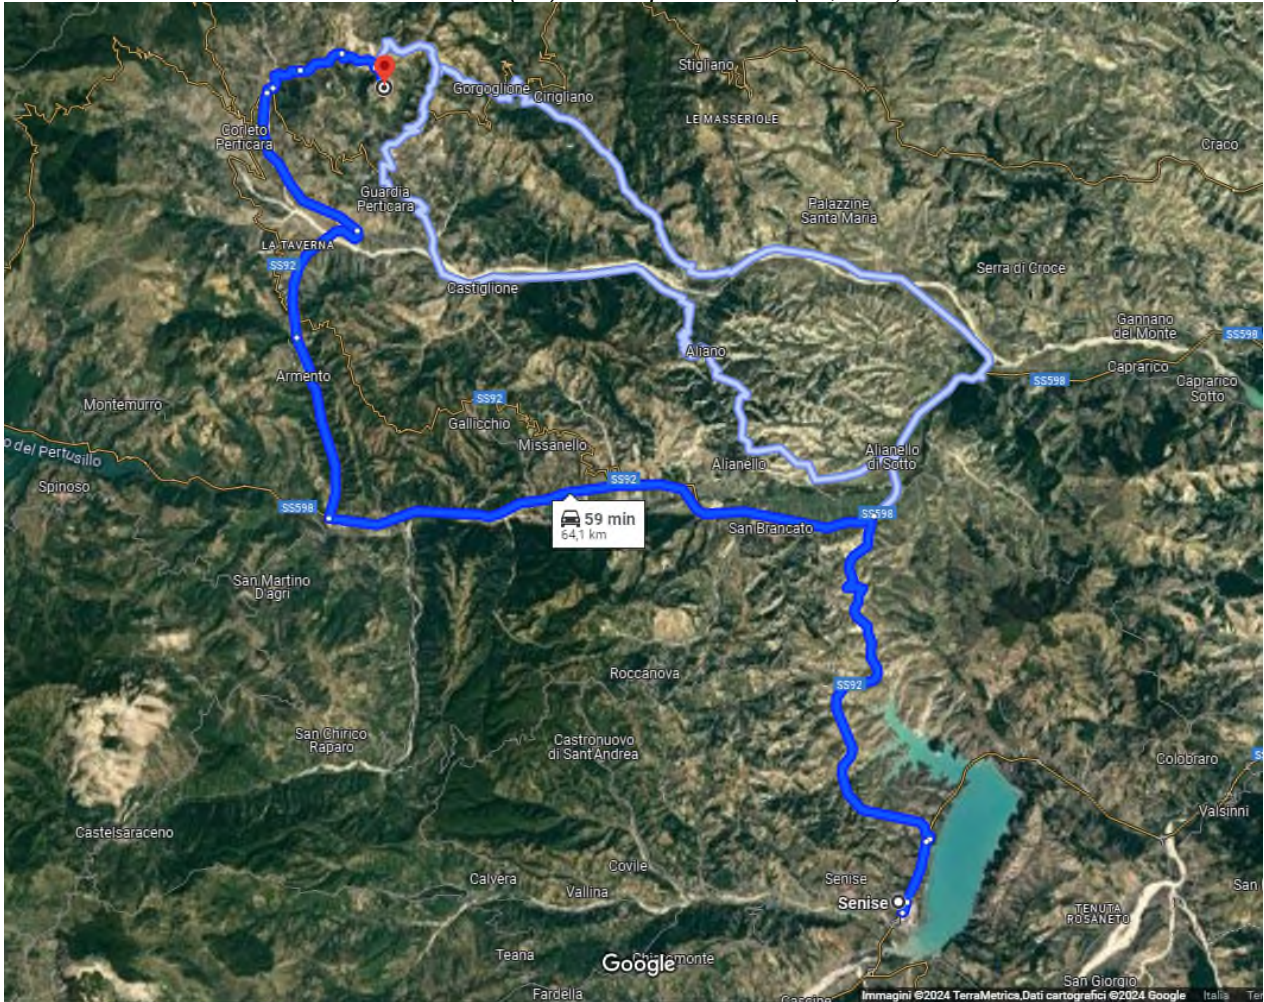 Stigliano
Gorgoglione
Cirigliano
LE MASSERIOLE
Corleto
Perticara
Craco
Guardia
Perticara
Palazzine
Santa Maria
LA TAVERNA
SS92
Serra di Croce
Castiglione
Gannano
del Monte
SS598
Aliano
Armento
SS598
Caprarico
Caprarico
Sotto
Montemurro
SS92
Gallicchio
Missanello
o del Pertusillo
Alianello
Alianello
di Sotto
Spinoso
SS92
SS598
59 min
64,1 km
SS598
San Brancato
San Martino
D'agri
Roccanova
SS92
San Chirico
Raparo
Castronuovo
di Sant'Andrea
Colobraro
Valsinni
Castelsaraceno
Covile
Calvera
Vallina
Senise
Senise
San
TENUTA
ROSANETO
Teana
Google
San Giorgio
Fardella
Immagini ©2024 TerraMetrics,Dati cartografici ©2024 Google
Italia